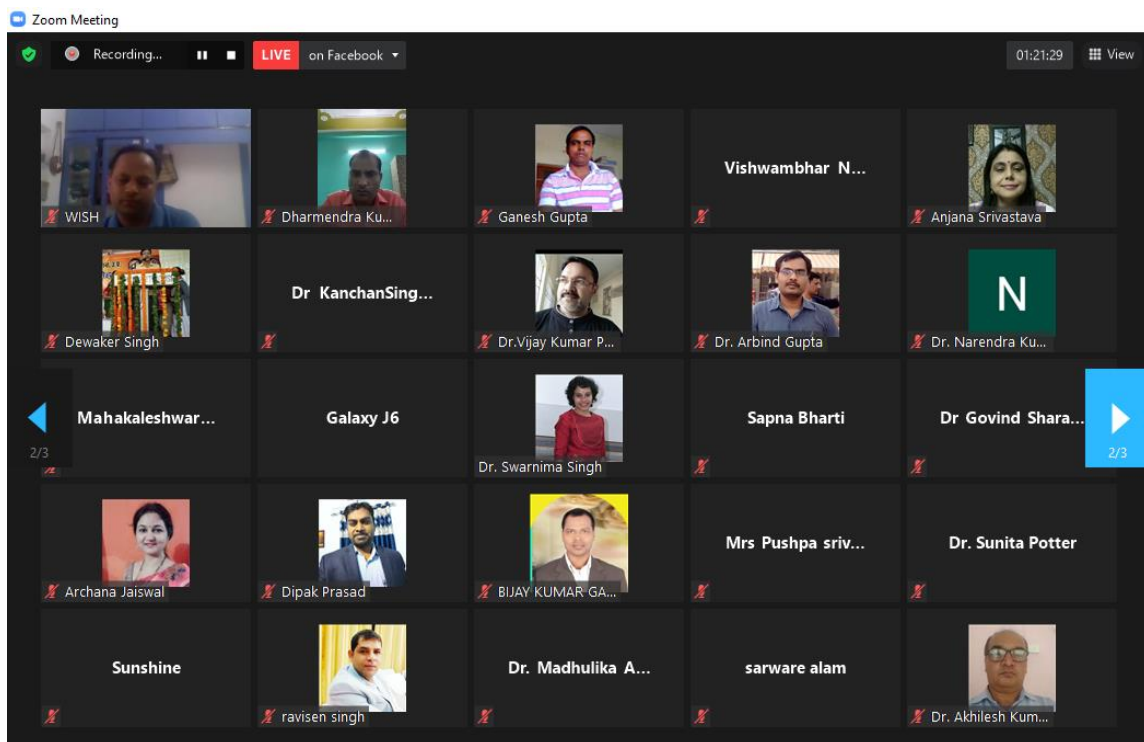 Zoom Meeting
Recording... LIVE on Facebook 01:21:29 View
WISH
Dharmendra Ku...
Ganesh Gupta
Vishwambhar N...
Anjana Srivastava
Dewaker Singh
Dr KanchanSing...
Dr.Vijay Kumar P...
Dr. Arbind Gupta
N
Dr. Narendra Ku...
Mahakaleshwar...
2/3
Galaxy J6
Dr. Swarnima Singh
Sapna Bharti
Dr Govind Shara...
2/3
Archana Jaiswal
Dipak Prasad
BIJAY KUMAR GA...
Mrs Pushpa sriv...
Dr. Sunita Potter
Sunshine
ravisen singh
Dr. Madhulika A...
sarware alam
Dr. Akhilesh Kum...